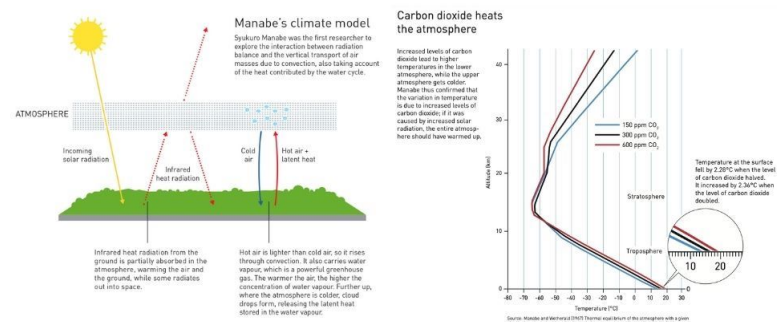 Manabe's climate model
Syukuro Manabe was the first researcher to
explore the interaction between radiation
balance and the vertical transport of air
masses due to convection, also taking account
of the heat contributed by the water cycle.
ATMOSPHERE
Incoming
solar radiation
Infrared
heat radiation
Cold
air
Hot air +
latent heat
Infrared heat radiation from the
ground is partially absorbed in the
atmosphere, warming the air and
the ground, while some radiates
out into space.
Hot air is lighter than cold air, so it rises
through convection. It also carries water
vapour, which is a powerful greenhouse
gas. The warmer the air, the higher the
concentration of water vapour. Further up,
where the atmosphere is colder, cloud
drops form, releasing the latent heat
stored in the water vapour.
Carbon dioxide heats
the atmosphere
Increased levels of carbon
dioxide lead to higher
temperatures in the lower
atmosphere, while the upper
atmosphere gets colder.
Manabe thus confirmed that
the variation in temperature
is due to increased levels of
carbon dioxide; if it was
caused by increased solar
radiation, the entire atmosp-
here should have warmed up.
40
30
20
10
0
Altitude (km)
150 ppm CO2
300 ppm CO2
600 ppm CO2
Stratosphere
Troposphere
Temperature at the surface
fell by 2.28°C when the level
of carbon dioxide halved.
It increased by 2.36°C when
the level of carbon dioxide
doubled.
10 20
-80 -70 -60 -50 -40 -30 -20 -10 0 10 20 30
Temperature (°C)
Source: Manabe and Wetherald (1967) Thermal equilibrium of the atmosphere with a given